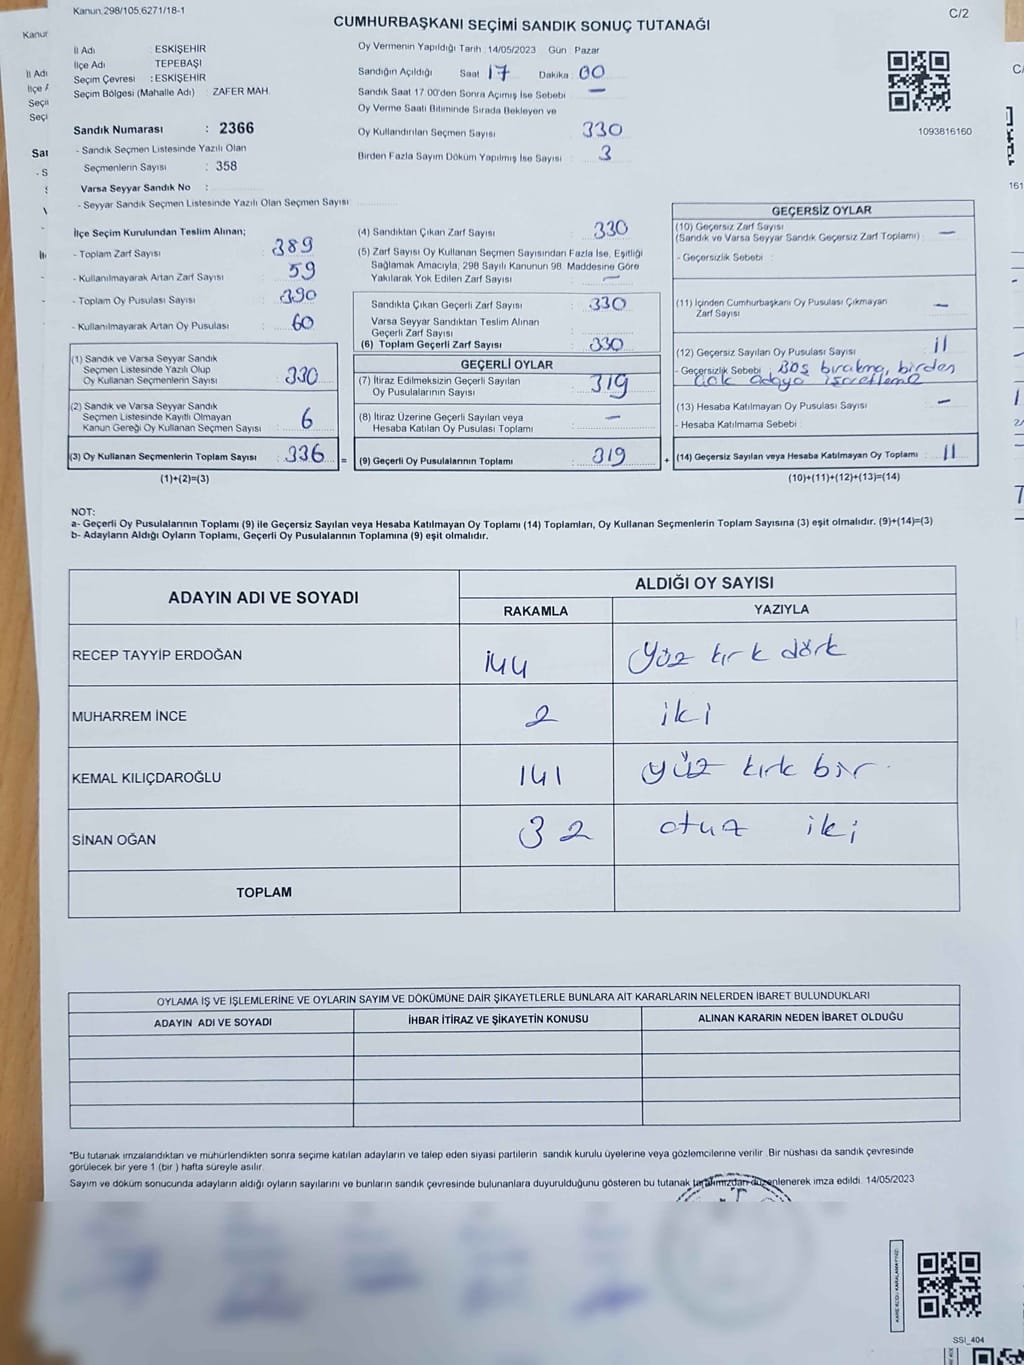 Kanun 298/105,6271/18-1
C/2
CUMHURBAŞKANI SEÇİMİ SANDIK SONUÇ TUTANAĞI
İl Adı : ESKİŞEHİR
İlçe Adı TEPEBAŞI
Seçim Çevresi : ESKİŞEHİR
Seçim Bölgesi (Mahalle Adı) : ZAFER MAH.
Sandık Numarası : 2366
- Sandık Seçmen Listesinde Yazılı Olan
Seçmenlerin Sayısı : 358
Varsa Seyyar Sandık No :
- Seyyar Sandık Seçmen Listesinde Yazılı Olan Seçmen Sayısı
Oy Vermenin Yapıldığı Tarih : 14/05/2023 Gün : Pazar
Sandığın Açıldığı Saat 17 Dakika : 00
Sandık Saat 17.00'den Sonra Açımış İse Sebebi —
Oy Verme Saati Bitiminde Sırada Bekleyen ve
Oy Kullandırılan Seçmen Sayısı 330
Birden Fazla Sayım Döküm Yapılmış İse Sayısı : 3
1093816160
İlçe Seçim Kurulundan Teslim Alınan;
- Toplam Zarf Sayısı : 389
- Kullanılmayarak Artan Zarf Sayısı 59
- Toplam Oy Pusulası Sayısı : 390
- Kullanılmayarak Artan Oy Pusulası : 60
(1) Sandık ve Varsa Seyyar Sandık
Seçmen Listesinde Yazılı Olup
Oy Kullanan Seçmenlerin Sayısı 330
(2) Sandık ve Varsa Seyyar Sandık
Seçmen Listesinde Kayıtlı Olmayan
Kanun Gereği Oy Kullanan Seçmen Sayısı 6
(3) Oy Kullanan Seçmenlerin Toplam Sayısı : 336 =
(1)+(2)=(3)
(4) Sandıktan Çıkan Zarf Sayısı : 330
(5) Zarf Sayısı Oy Kullanan Seçmen Sayısından Fazla İse, Eşitliği
Sağlamak Amacıyla; 298 Sayılı Kanunun 98. Maddesine Göre
Yakılarak Yok Edilen Zarf Sayısı : —
Sandıkta Çıkan Geçerli Zarf Sayısı : 330
Varsa Seyyar Sandıktan Teslim Alınan
Geçerli Zarf Sayısı
(6) Toplam Geçerli Zarf Sayısı : 330
GEÇERLİ OYLAR
(7) İtiraz Edilmeksizin Geçerli Sayılan
Oy Pusulalarının Sayısı : 319
(8) İtiraz Üzerine Geçerli Sayılan veya
Hesaba Katılan Oy Pusulası Toplamı : —
(9) Geçerli Oy Pusulalarının Toplamı : 319 +
GEÇERSİZ OYLAR
(10) Geçersiz Zarf Sayısı
(Sandık ve Varsa Seyyar Sandık Geçersiz Zarf Toplamı) : —
- Geçersizlik Sebebi :
(11) İçinden Cumhurbaşkanı Oy Pusulası Çıkmayan
Zarf Sayısı : —
(12) Geçersiz Sayılan Oy Pusulası Sayısı : 11
- Geçersizlik Sebebi Boş bırakma, birden
çok adaya işaretleme
(13) Hesaba Katılmayan Oy Pusulası Sayısı : —
- Hesaba Katılmama Sebebi :
(14) Geçersiz Sayılan veya Hesaba Katılmayan Oy Toplamı : 11
(10)+(11)+(12)+(13)=(14)
NOT:
a- Geçerli Oy Pusulalarının Toplamı (9) ile Geçersiz Sayılan veya Hesaba Katılmayan Oy Toplamı (14) Toplamları, Oy Kullanan Seçmenlerin Toplam Sayısına (3) eşit olmalıdır. (9)+(14)=(3)
b- Adayların Aldığı Oyların Toplamı, Geçerli Oy Pusulalarının Toplamına (9) eşit olmalıdır.
ADAYIN ADI VE SOYADI
ALDIĞI OY SAYISI
RAKAMLA YAZIYLA
RECEP TAYYİP ERDOĞAN 144 Yüz kırk dört
MUHARREM İNCE 2 iki
KEMAL KILIÇDAROĞLU 141 yüz kırk bir
SİNAN OĞAN 32 otuz iki
TOPLAM
OYLAMA İŞ VE İŞLEMLERİNE VE OYLARIN SAYIM VE DÖKÜMÜNE DAİR ŞİKAYETLERLE BUNLARA AİT KARARLARIN NELERDEN İBARET BULUNDUKLARI
ADAYIN ADI VE SOYADI İHBAR İTİRAZ VE ŞİKAYETİN KONUSU ALINAN KARARIN NEDEN İBARET OLDUĞU
*Bu tutanak imzalandıktan ve mühürlendikten sonra seçime katılan adayların ve talep eden siyasi partilerin sandık kurulu üyelerine veya gözlemcilerine verilir. Bir nüshası da sandık çevresinde
görülecek bir yere 1 (bir ) hafta süreyle asılır.
Sayım ve döküm sonucunda adayların aldığı oyların sayılarını ve bunların sandık çevresinde bulunanlara duyurulduğunu gösteren bu tutanak tarafımızdan düzenlenerek imza edildi. 14/05/2023
SSI_404